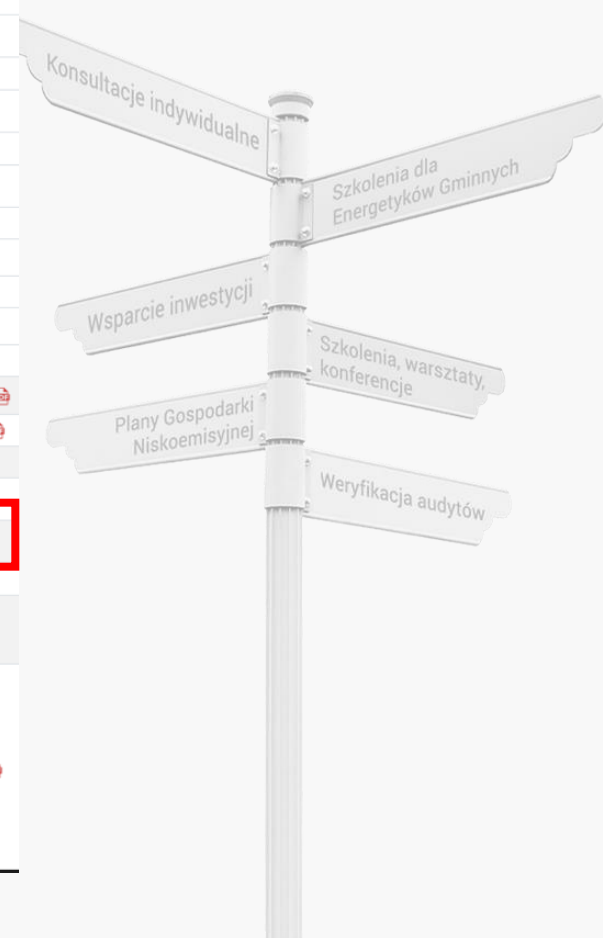 Konsultacje indywidualne
Szkolenia dla
Energetyków Gminnych
Wsparcie inwestycji
Szkolenia, warsztaty,
konferencje
Plany Gospodarki
Niskoemisyjnej
Weryfikacja audytów